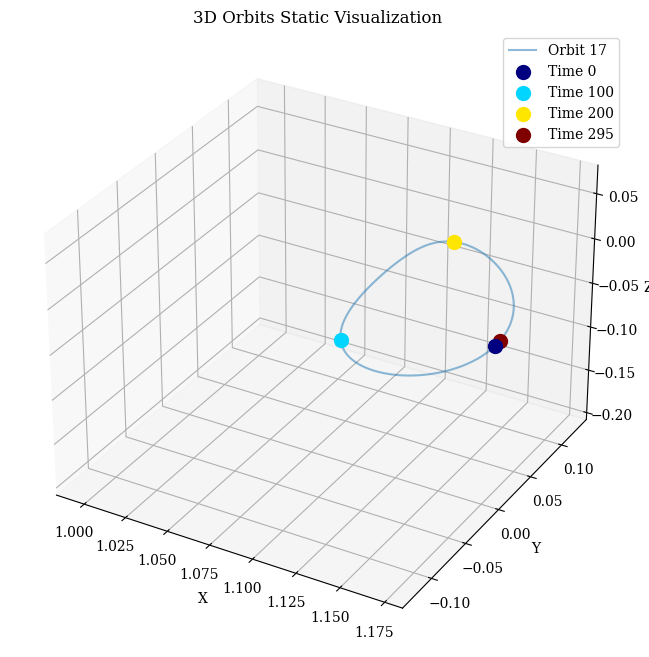 3D Orbits Static Visualization
Orbit 17
Time 0
Time 100
Time 200
Time 295
0.05
0.00
−0.05
−0.10
−0.15
−0.20
Z
0.10
0.05
0.00
−0.05
−0.10
Y
1.000
1.025
1.050
1.075
1.100
1.125
1.150
1.175
X